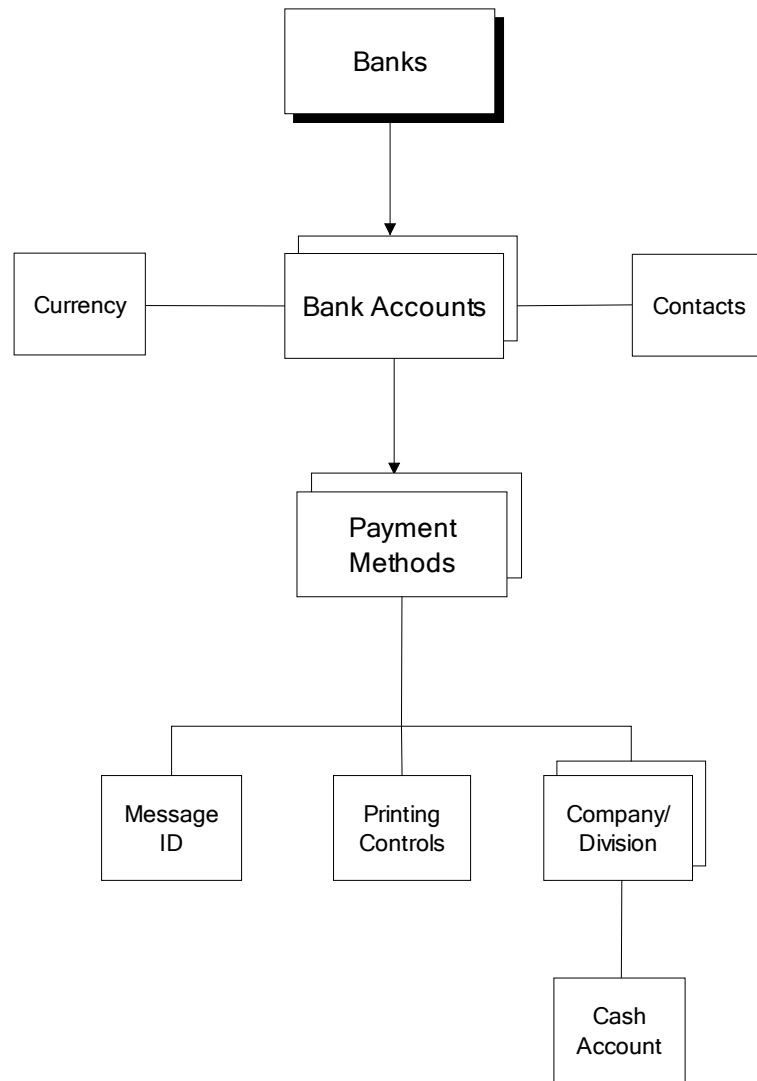 Banks
Currency
Bank Accounts
Contacts
Payment
Methods
Message
ID
Printing
Controls
Company/
Division
Cash
Account